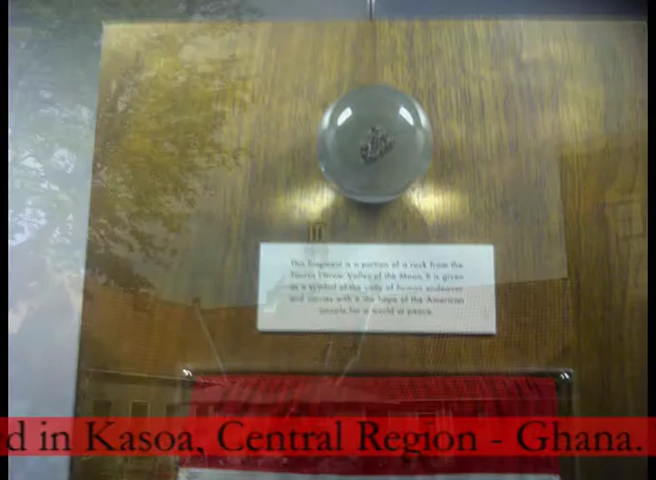 This fragment is a portion of a rock from the
Taurus Littrow Valley of the Moon. It is given
as a symbol of the unity of human endeavor
and carries with it the hope of the American
people for a world at peace.
d in Kasoa, Central Region - Ghana.